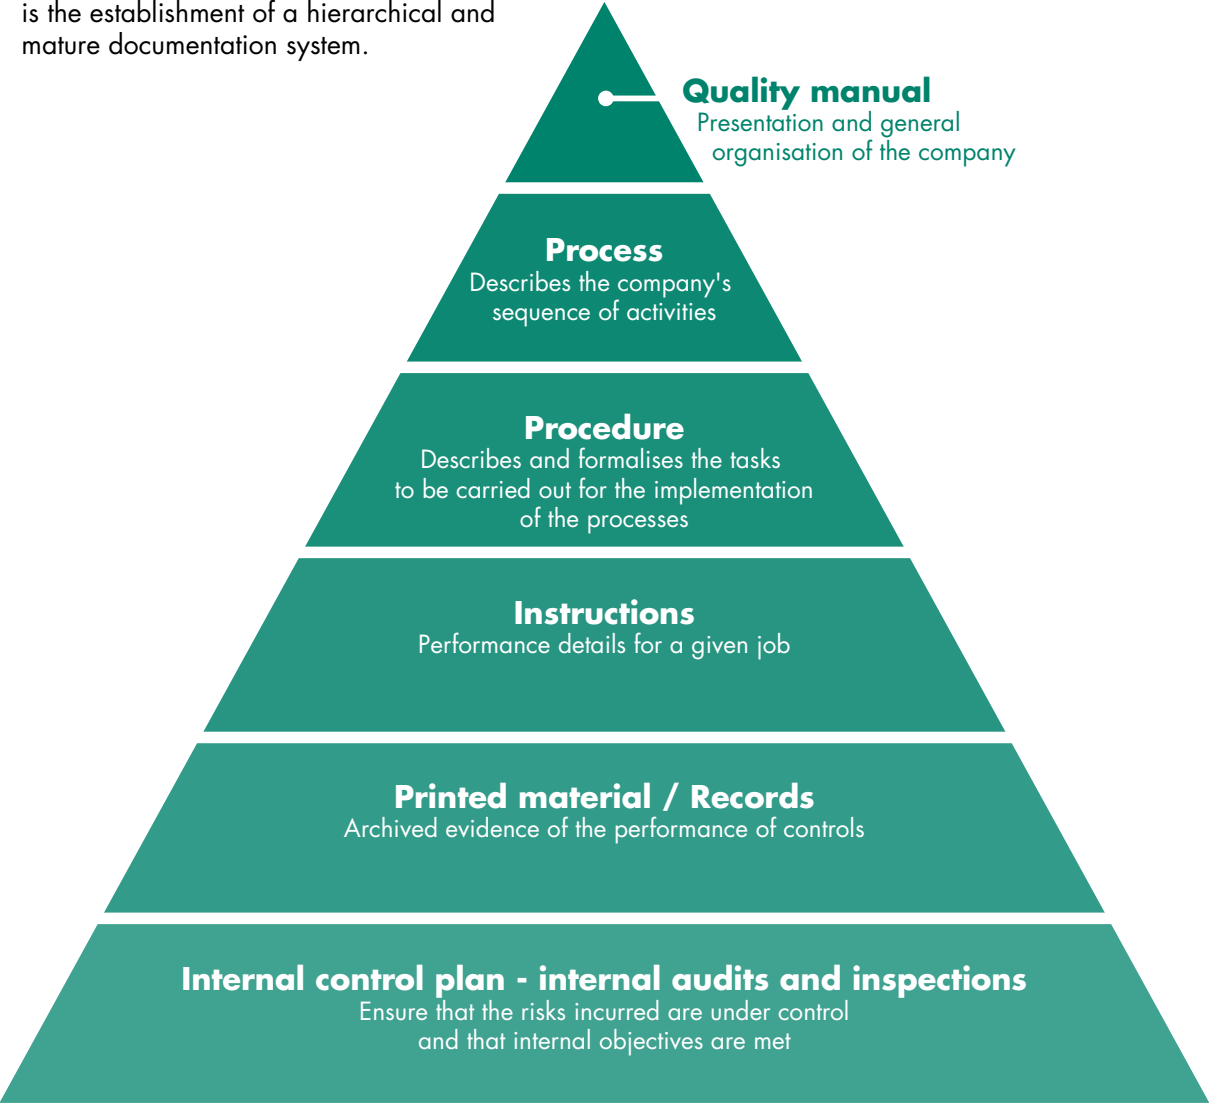 is the establishment of a hierarchical and
mature documentation system.
Quality manual
Presentation and general
organisation of the company
Process
Describes the company's
sequence of activities
Procedure
Describes and formalises the tasks
to be carried out for the implementation
of the processes
Instructions
Performance details for a given job
Printed material / Records
Archived evidence of the performance of controls
Internal control plan - internal audits and inspections
Ensure that the risks incurred are under control
and that internal objectives are met